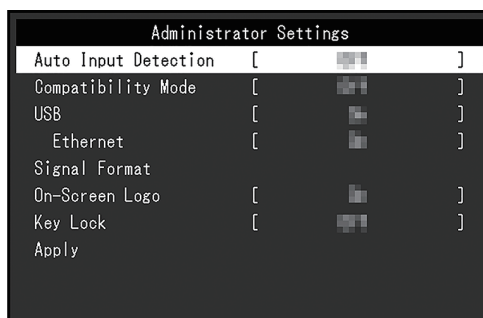 Administrator Settings
Auto Input Detection [ ]
Compatibility Mode [ ]
USB [ ]
Ethernet [ ]
Signal Format
On-Screen Logo [ ]
Key Lock [ ]
Apply